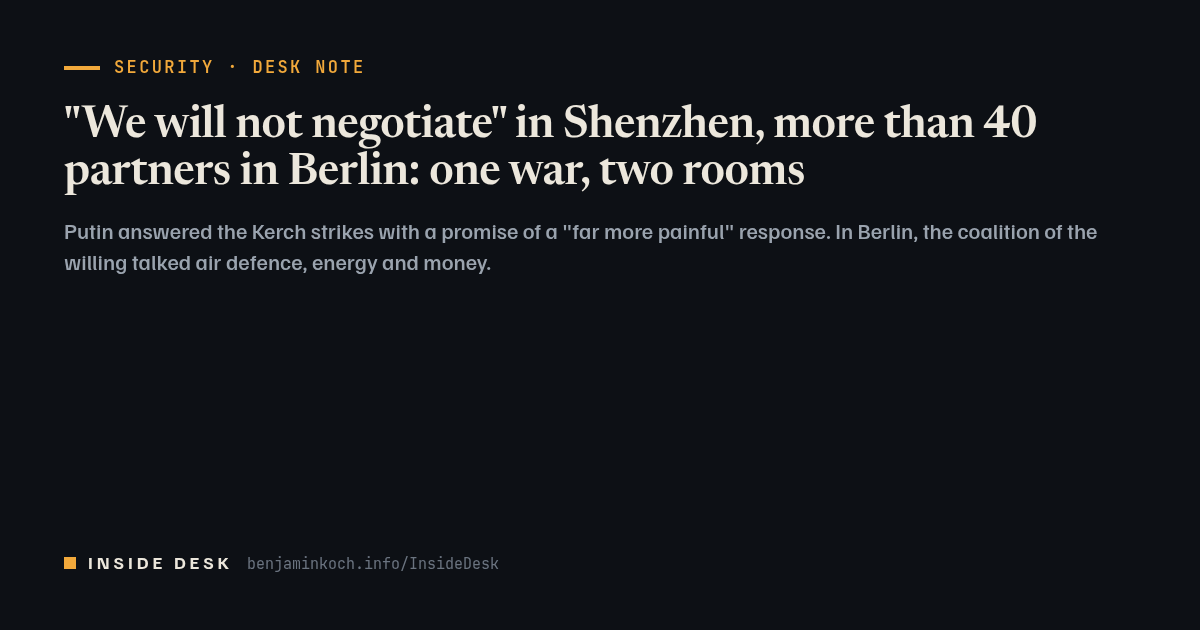 SECURITY · DESK NOTE
"We will not negotiate" in Shenzhen, more than 40
partners in Berlin: one war, two rooms
Putin answered the Kerch strikes with a promise of a "far more painful" response. In Berlin, the coalition of the
willing talked air defence, energy and money.
INSIDE DESK benjaminkoch.info/InsideDesk